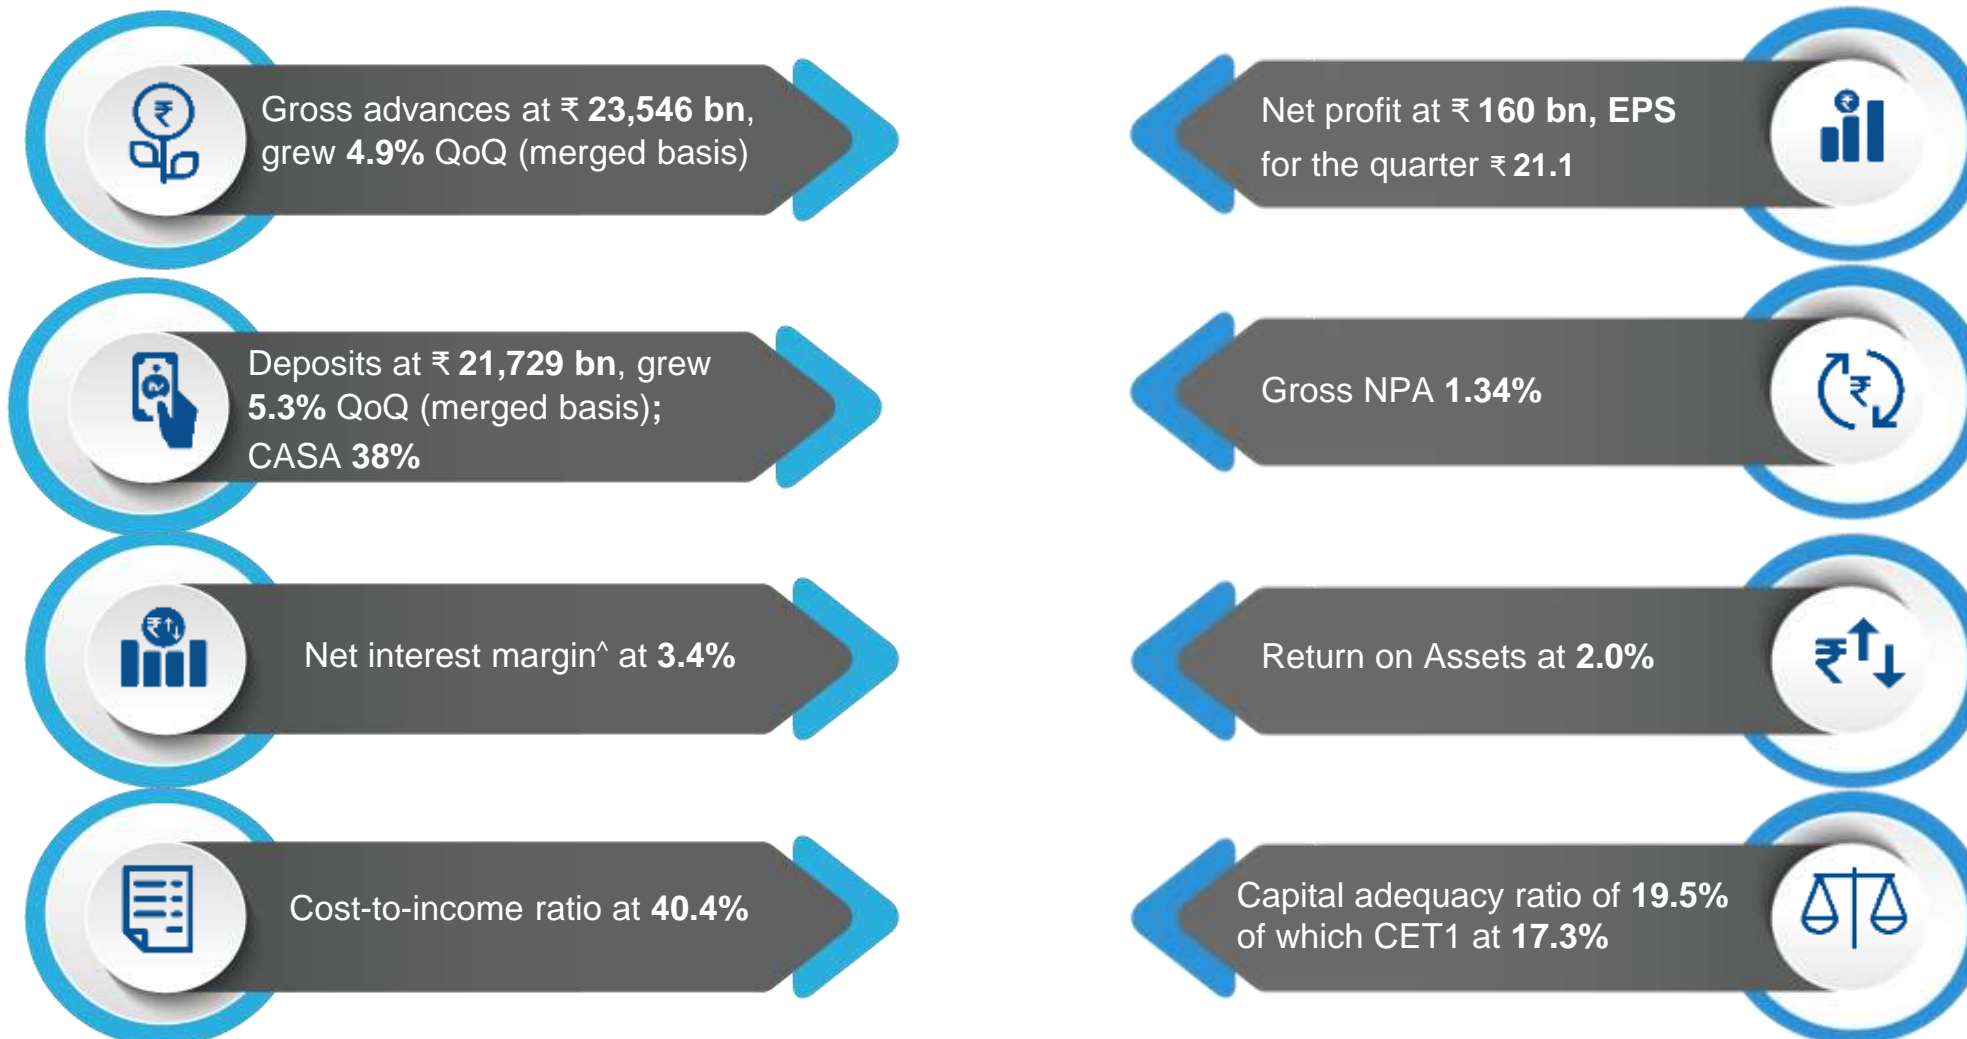 Gross advances at ₹ 23,546 bn,
grew 4.9% QoQ (merged basis)
Deposits at ₹ 21,729 bn, grew
5.3% QoQ (merged basis);
CASA 38%
Net interest margin^ at 3.4%
Cost-to-income ratio at 40.4%
Net profit at ₹ 160 bn, EPS
for the quarter ₹ 21.1
Gross NPA 1.34%
Return on Assets at 2.0%
Capital adequacy ratio of 19.5%
of which CET1 at 17.3%